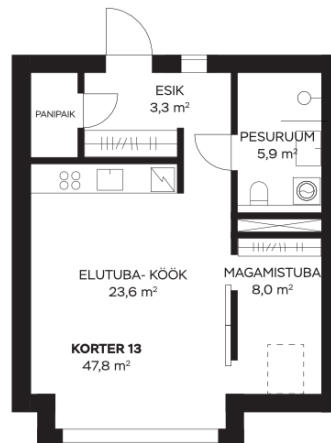 ESIK
3,3 m²
PANIPAIK
PESURUUM
5,9 m²
ELUTUBA- KÖÖK
23,6 m²
MAGAMISTUBA
8,0 m²
KORTER 13
47,8 m²